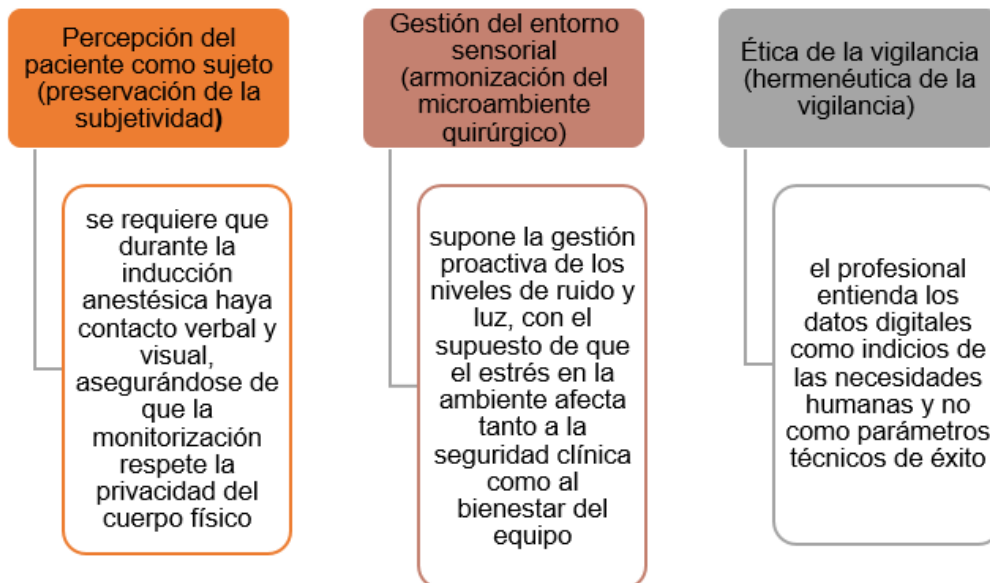 Percepción del
paciente como sujeto
(preservación de la
subjetividad)
se requiere que
durante la
inducción
anestésica haya
contacto verbal y
visual,
asegurándose de
que la
monitorización
respete la
privacidad del
cuerpo físico
Gestión del entorno
sensorial
(armonización del
microambiente
quirúrgico)
supone la gestión
proactiva de los
niveles de ruido y
luz, con el
supuesto de que
el estrés en la
ambiente afecta
tanto a la
seguridad clínica
como al
bienestar del
equipo
Ética de la vigilancia
(hermenéutica de la
vigilancia)
el profesional
entienda los
datos digitales
como indicios de
las necesidades
humanas y no
como parámetros
técnicos de éxito